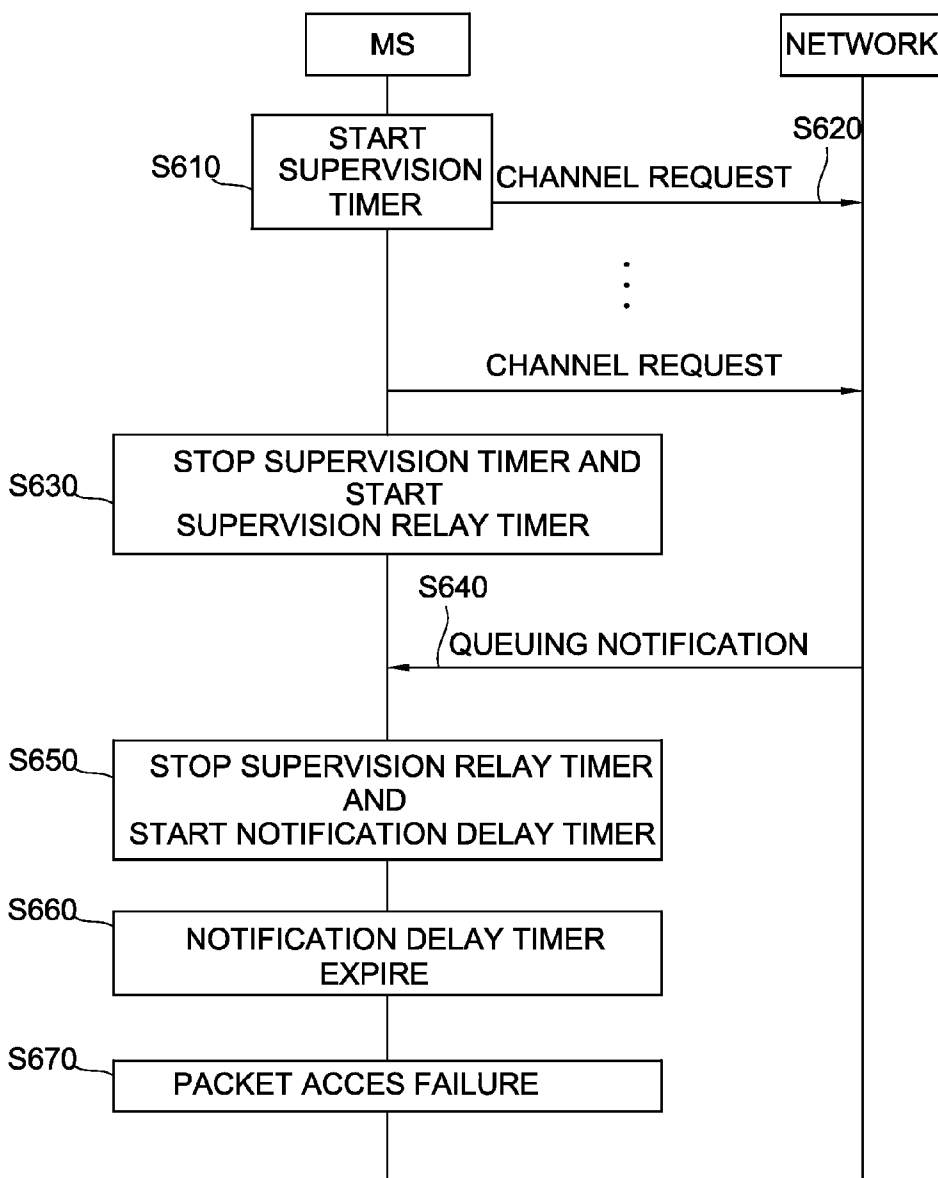 MS
NETWORK
S610
START
SUPERVISION
TIMER
CHANNEL REQUEST
S620
CHANNEL REQUEST
S630
STOP SUPERVISION TIMER AND
START
SUPERVISION RELAY TIMER
S640
QUEUING NOTIFICATION
S650
STOP SUPERVISION RELAY TIMER
AND
START NOTIFICATION DELAY TIMER
S660
NOTIFICATION DELAY TIMER
EXPIRE
S670
PACKET ACCES FAILURE